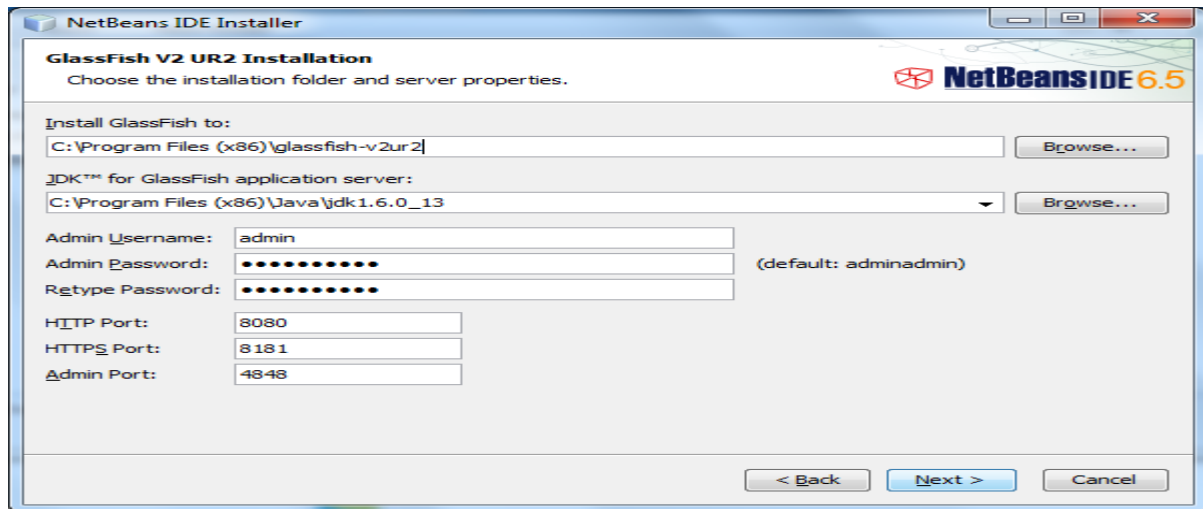 NetBeans IDE Installer
GlassFish V2 UR2 Installation
Choose the installation folder and server properties.
NetBeans IDE 6.5
Install GlassFish to:
C:\Program Files (x86)\glassfish-v2ur2
Browse...
JDK™ for GlassFish application server:
C:\Program Files (x86)\Java\jdk1.6.0_13
Browse...
Admin Username: admin
Admin Password: ●●●●●●●●●● (default: adminadmin)
Retype Password: ●●●●●●●●●●
HTTP Port: 8080
HTTPS Port: 8181
Admin Port: 4848
< Back Next > Cancel